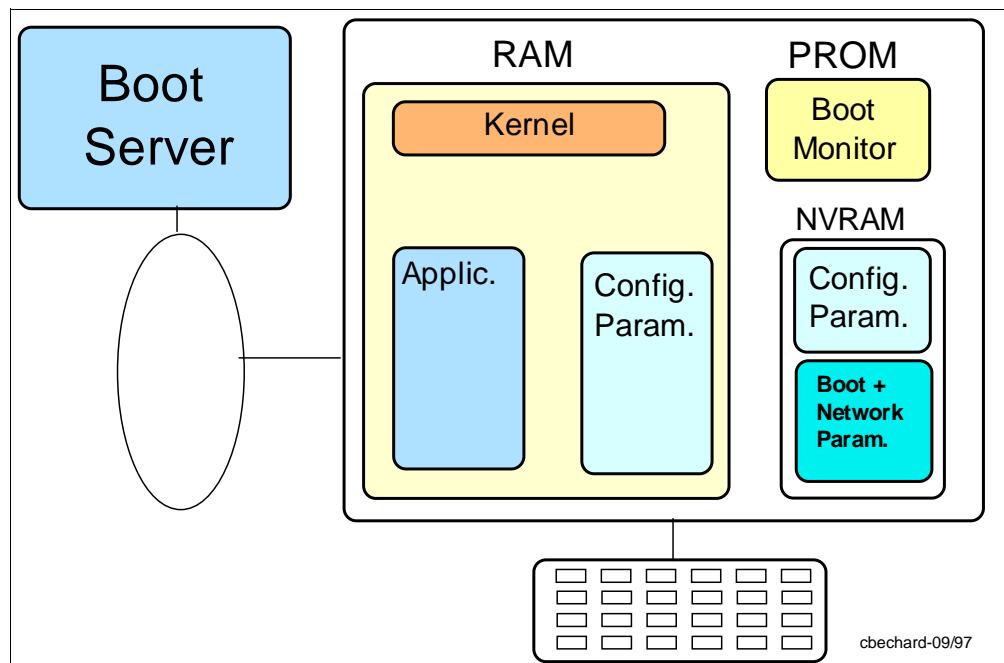 Boot
Server
RAM
Kernel
Applic.
Config.
Param.
PROM
Boot
Monitor
NVRAM
Config.
Param.
Boot +
Network
Param.
cbechard-09/97